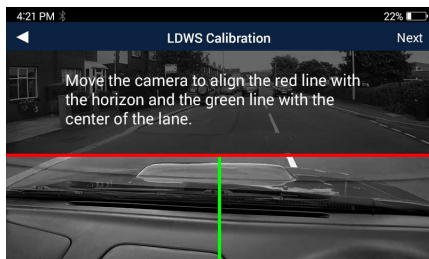 4:21 PM 22%
LDWS Calibration Next
Move the camera to align the red line with
the horizon and the green line with the
center of the lane.